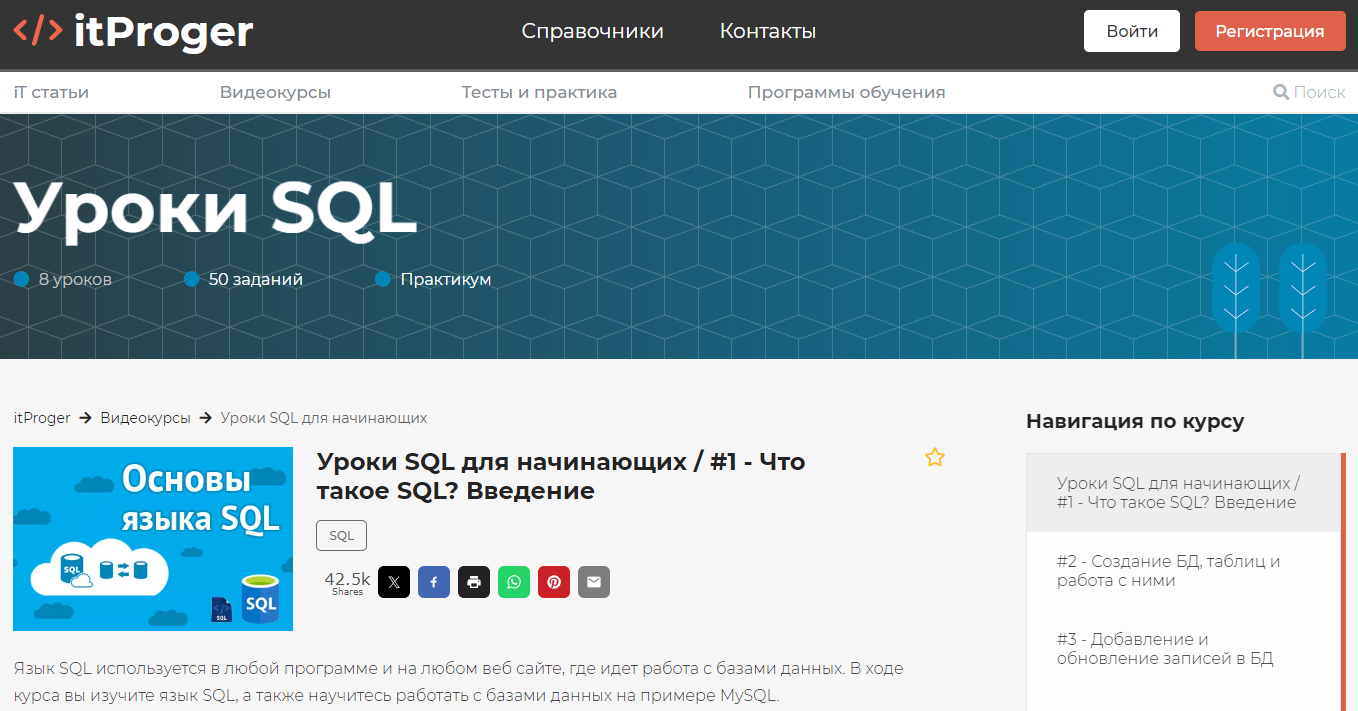 </> itProger
Справочники
Контакты
Войти
Регистрация
iT статьи
Видеокурсы
Тесты и практика
Программы обучения
Поиск
Уроки SQL
8 уроков
50 заданий
Практикум
itProger → Видеокурсы → Уроки SQL для начинающих
Основы
языка SQL
SQL
SQL
</>
SQL
Уроки SQL для начинающих / #1 - Что
такое SQL? Введение
SQL
42.5k
Shares
Язык SQL используется в любой программе и на любом веб сайте, где идет работа с базами данных. В ходе
курса вы изучите язык SQL, а также научитесь работать с базами данных на примере MySQL.
Навигация по курсу
Уроки SQL для начинающих /
#1 - Что такое SQL? Введение
#2 - Создание БД, таблиц и
работа с ними
#3 - Добавление и
обновление записей в БД